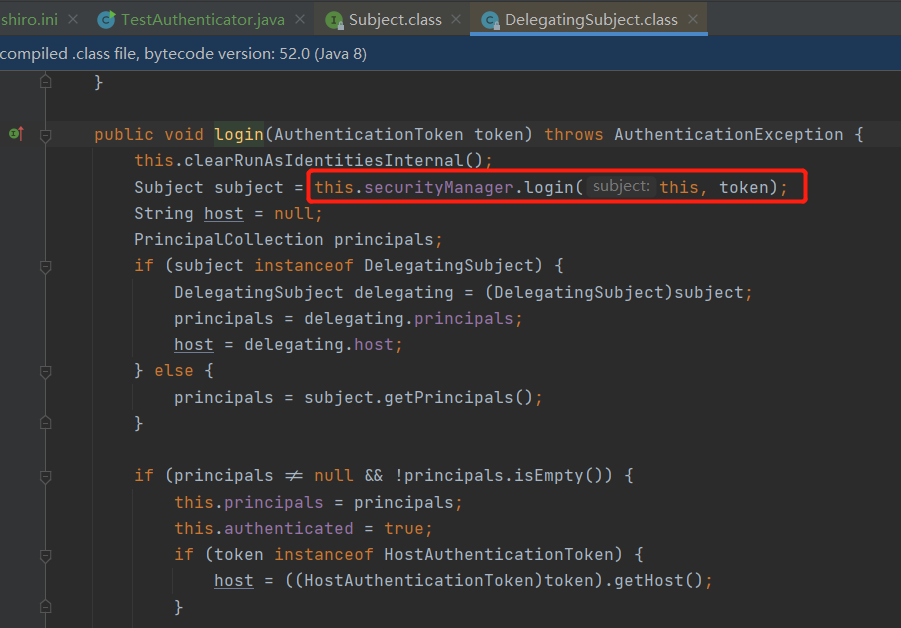 shiro.ini × TestAuthenticator.java × Subject.class × DelegatingSubject.class ×
compiled .class file, bytecode version: 52.0 (Java 8)
}
public void login(AuthenticationToken token) throws AuthenticationException {
this.clearRunAsIdentitiesInternal();
Subject subject = this.securityManager.login( subject: this, token);
String host = null;
PrincipalCollection principals;
if (subject instanceof DelegatingSubject) {
DelegatingSubject delegating = (DelegatingSubject)subject;
principals = delegating.principals;
host = delegating.host;
} else {
principals = subject.getPrincipals();
}
if (principals ≠ null && !principals.isEmpty()) {
this.principals = principals;
this.authenticated = true;
if (token instanceof HostAuthenticationToken) {
host = ((HostAuthenticationToken)token).getHost();
}